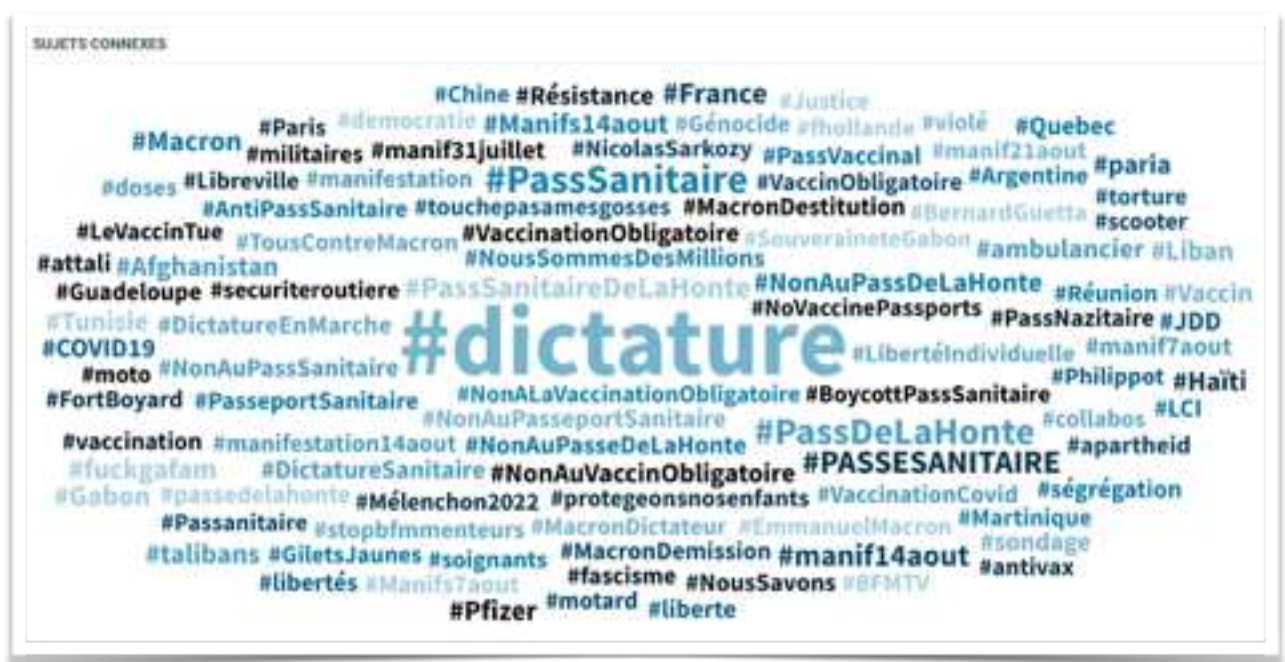 SUJETS CONNEXES
#Chine #Résistance #France #Justice
#Paris #democratie #Manifs14aout #Génocide #fhollande #violé #Quebec
#Macron #militaires #manif31juillet #NicolasSarkozy #PassVaccinal #manif21aout #paria
#doses #Libreville #manifestation #PassSanitaire #VaccinObligatoire #Argentine #torture
#AntiPassSanitaire #touchepasamesgosses #MacronDestitution #BernardGuetta #scooter
#LeVaccinTue #TousContreMacron #VaccinationObligatoire #SouveraineteGabon #ambulancier #Liban
#attali #Afghanistan #NousSommesDesMillions
#Guadeloupe #securiteroutiere #PassSanitaireDeLaHonte #NonAuPassDeLaHonte #Réunion #Vaccin
#Tunisie #DictatureEnMarche #dictature #NoVaccinePassports #PassNazitaire #JDD
#COVID19 #LibertéIndividuelle #manif7aout
#moto #NonAuPassSanitaire #Philippot #Haïti
#FortBoyard #PasseportSanitaire #NonALaVaccinationObligatoire #BoycottPassSanitaire #LCI
#NonAuPasseportSanitaire #collabos
#vaccination #manifestation14aout #NonAuPasseDeLaHonte #PassDeLaHonte #apartheid
#fuckgafam #DictatureSanitaire #NonAuVaccinObligatoire #PASSESANITAIRE
#Gabon #passedelahonte #Mélenchon2022 #protegeonsnosenfants #VaccinationCovid #ségrégation
#Passanitaire #stopbfmmenteurs #MacronDictateur #EmmanuelMacron #Martinique
#talibans #GiletsJaunes #soignants #MacronDemission #manif14aout #sondage
#antivax
#libertés #Manifs7aout #fascisme #NousSavons #BFMTV
#Pfizer #motard #liberte